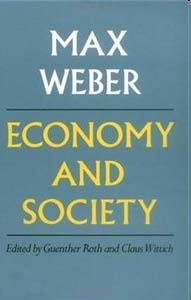 MAX
WEBER
ECONOMY
AND
SOCIETY
Edited by Guenther Roth and Claus Wittich